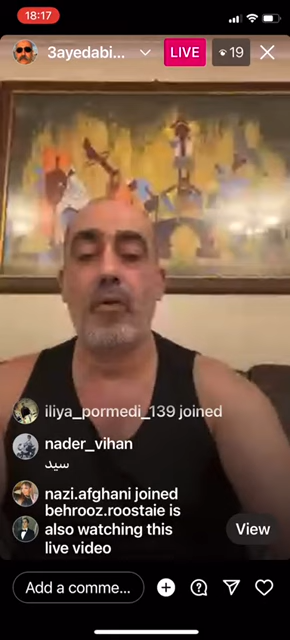 18:17
3ayedabi...
LIVE
19
iliya_pormedi_139 joined
nader_vihan
سید
nazi.afghani joined
behrooz.roostaie is
also watching this
live video
View
Add a comme...